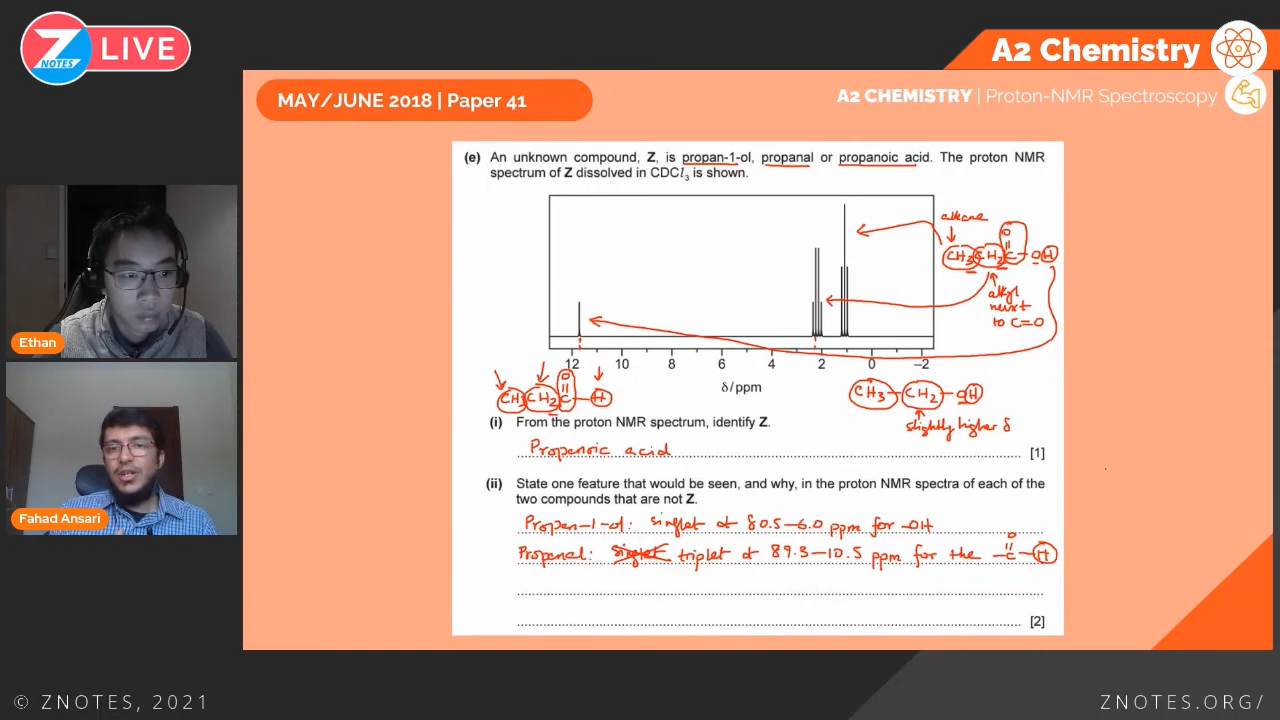 Z
NOTES
LIVE
A2 Chemistry
MAY/JUNE 2018 | Paper 41
A2 CHEMISTRY | Proton-NMR Spectroscopy
(e) An unknown compound, Z, is propan-1-ol, propanal or propanoic acid. The proton NMR
spectrum of Z dissolved in CDCl₃ is shown.
alkane
O
CH₃ CH₂ C – OH
alkyl
next
to C=O
12 10 8 6 4 2 0 −2
δ/ppm
O
CH₃ CH₂ C – H
CH₃ – CH₂ – OH
slightly higher δ
(i) From the proton NMR spectrum, identify Z.
Propanoic acid
[1]
(ii) State one feature that would be seen, and why, in the proton NMR spectra of each of the
two compounds that are not Z.
Propan-1-ol: singlet at δ0.5–6.0 ppm for –OH
Propanal: singlet triplet at δ9.3–10.5 ppm for the –C–H
O
[2]
Ethan
Fahad Ansari
© ZNOTES, 2021
ZNOTES.ORG/